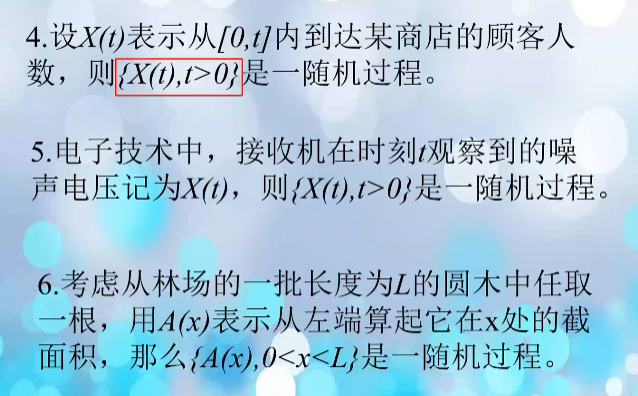 4.设X(t)表示从[0,t]内到达某商店的顾客人
数，则{X(t),t>0}是一随机过程。
5.电子技术中，接收机在时刻t观察到的噪
声电压记为X(t)，则{X(t),t>0}是一随机过程。
6.考虑从林场的一批长度为L的圆木中任取
一根，用A(x)表示从左端算起它在x处的截
面积，那么{A(x),0<x<L}是一随机过程。